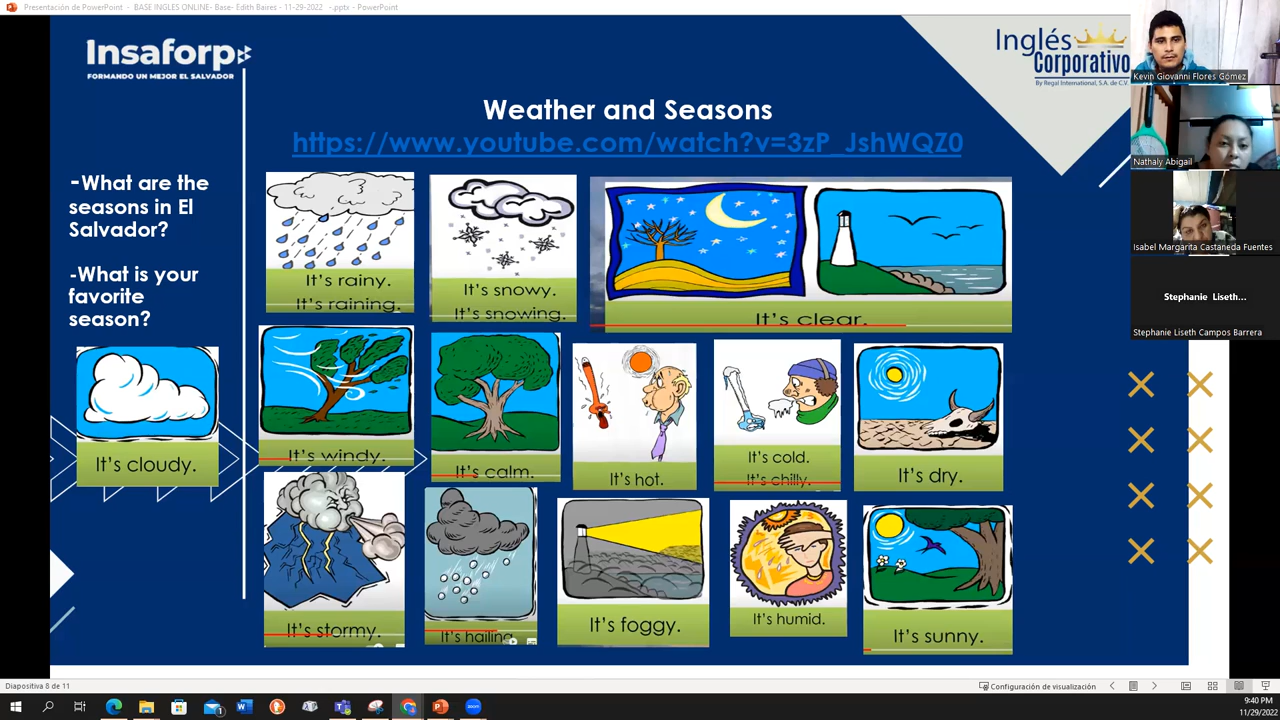 Presentación de PowerPoint - BASE INGLES ONLINE- Base- Edith Baires - 11-29-2022 -.pptx - PowerPoint
Insaforp
FORMANDO UN MEJOR EL SALVADOR
Inglés
Corporativo
By Regal International, S.A. de C.V.
Weather and Seasons
https://www.youtube.com/watch?v=3zP_JshWQZ0
-What are the
seasons in El
Salvador?
-What is your
favorite
season?
It's rainy.
It's raining.
It's snowy.
It's snowing.
It's clear.
It's cloudy.
It's windy.
It's calm.
It's hot.
It's cold.
It's chilly.
It's dry.
It's stormy.
It's hailing.
It's foggy.
It's humid.
It's sunny.
Kevin Giovanni Flores Gómez
Nathaly Abigail
Isabel Margarita Castaneda Fuentes
Stephanie Liseth...
Stephanie Liseth Campos Barrera
Diapositiva 8 de 11
Configuración de visualización
9:40 PM
11/29/2022